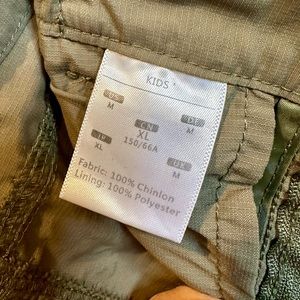 KIDS
US
M
DE
M
CN
XL
150/66A
JP
XL
UK
M
Fabric: 100% Chinlon
Lining: 100% Polyester